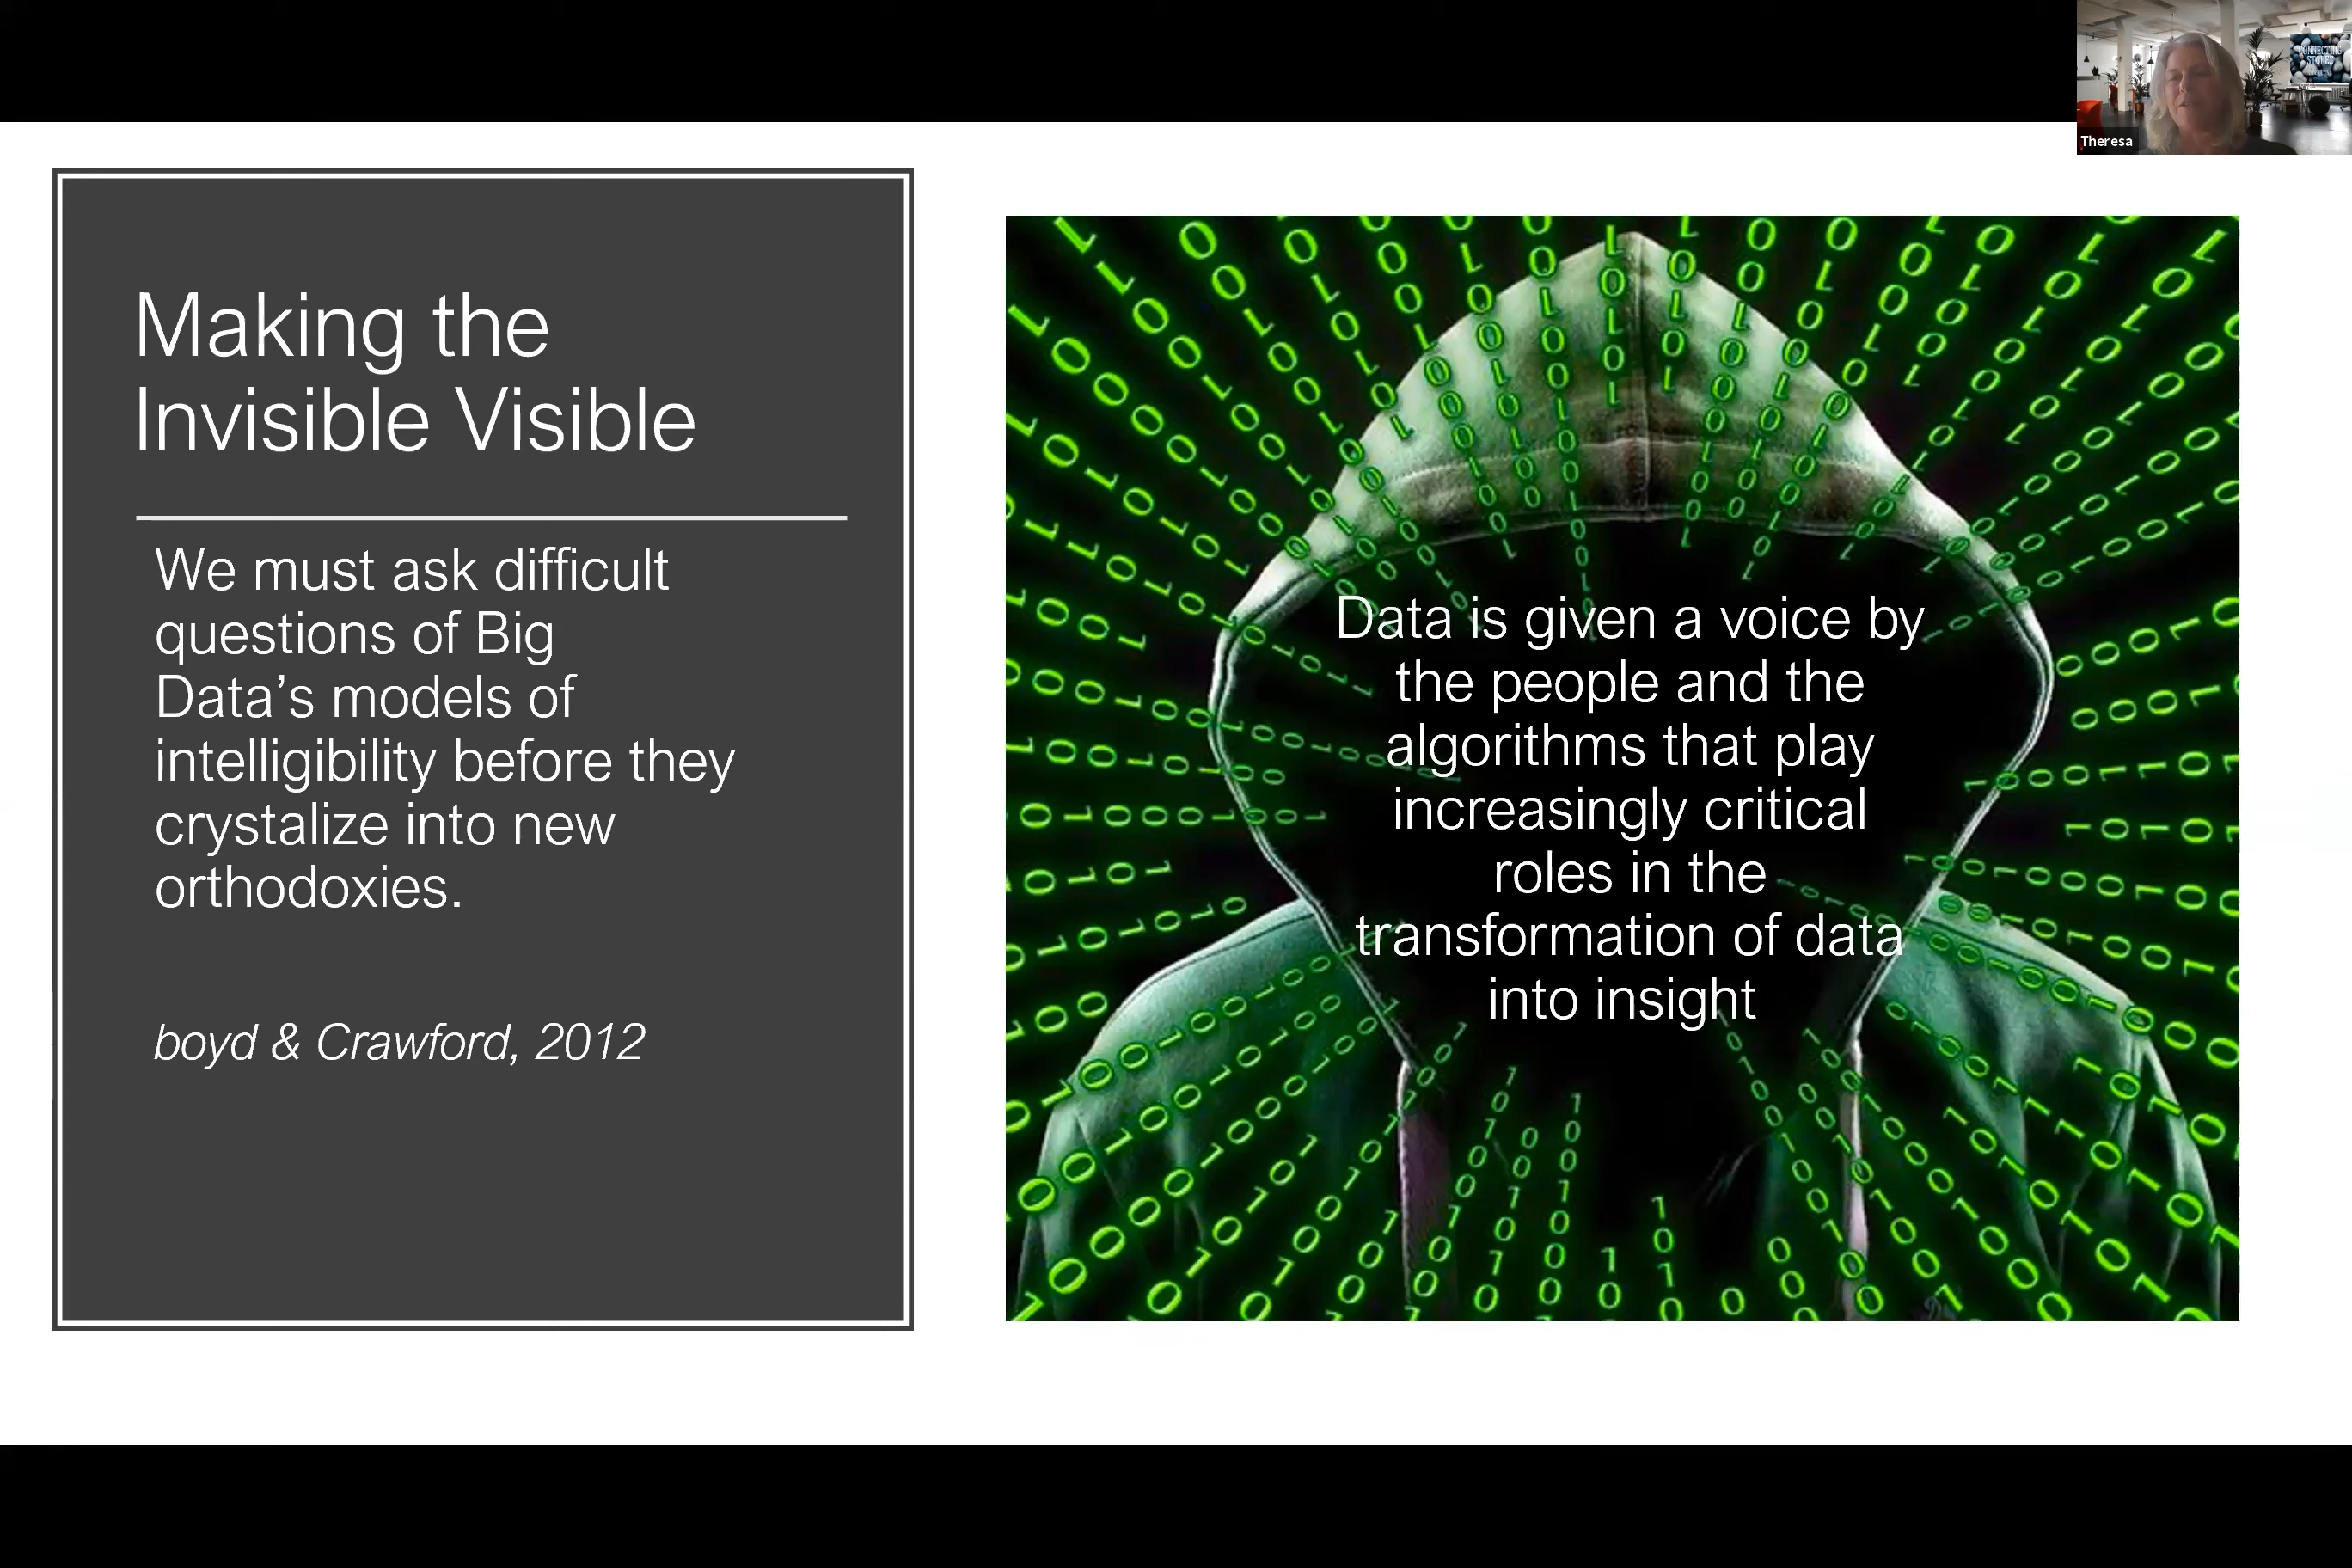 Making the
Invisible Visible
We must ask difficult
questions of Big
Data’s models of
intelligibility before they
crystalize into new
orthodoxies.
boyd & Crawford, 2012
Data is given a voice by
the people and the
algorithms that play
increasingly critical
roles in the
transformation of data
into insight
Theresa
CONNECTING
STONES